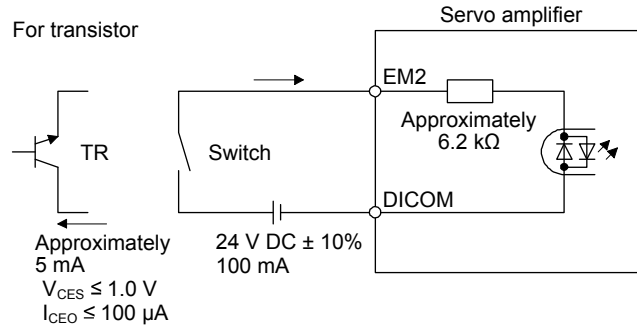 For transistor
Servo amplifier
EM2
Approximately
6.2 kΩ
TR
Switch
DICOM
Approximately
5 mA
V_CES ≤ 1.0 V
I_CEO ≤ 100 µA
24 V DC ± 10%
100 mA